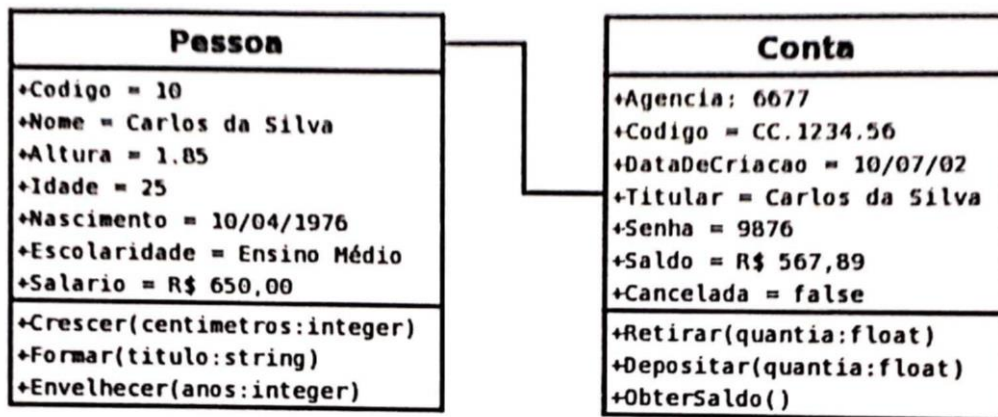 Pessoa
+Codigo = 10
+Nome = Carlos da Silva
+Altura = 1.85
+Idade = 25
+Nascimento = 10/04/1976
+Escolaridade = Ensino Médio
+Salario = R$ 650,00
+Crescer(centimetros:integer)
+Formar(titulo:string)
+Envelhecer(anos:integer)
Conta
+Agencia: 6677
+Codigo = CC.1234.56
+DataDeCriacao = 10/07/02
+Titular = Carlos da Silva
+Senha = 9876
+Saldo = R$ 567,89
+Cancelada = false
+Retirar(quantia:float)
+Depositar(quantia:float)
+ObterSaldo()